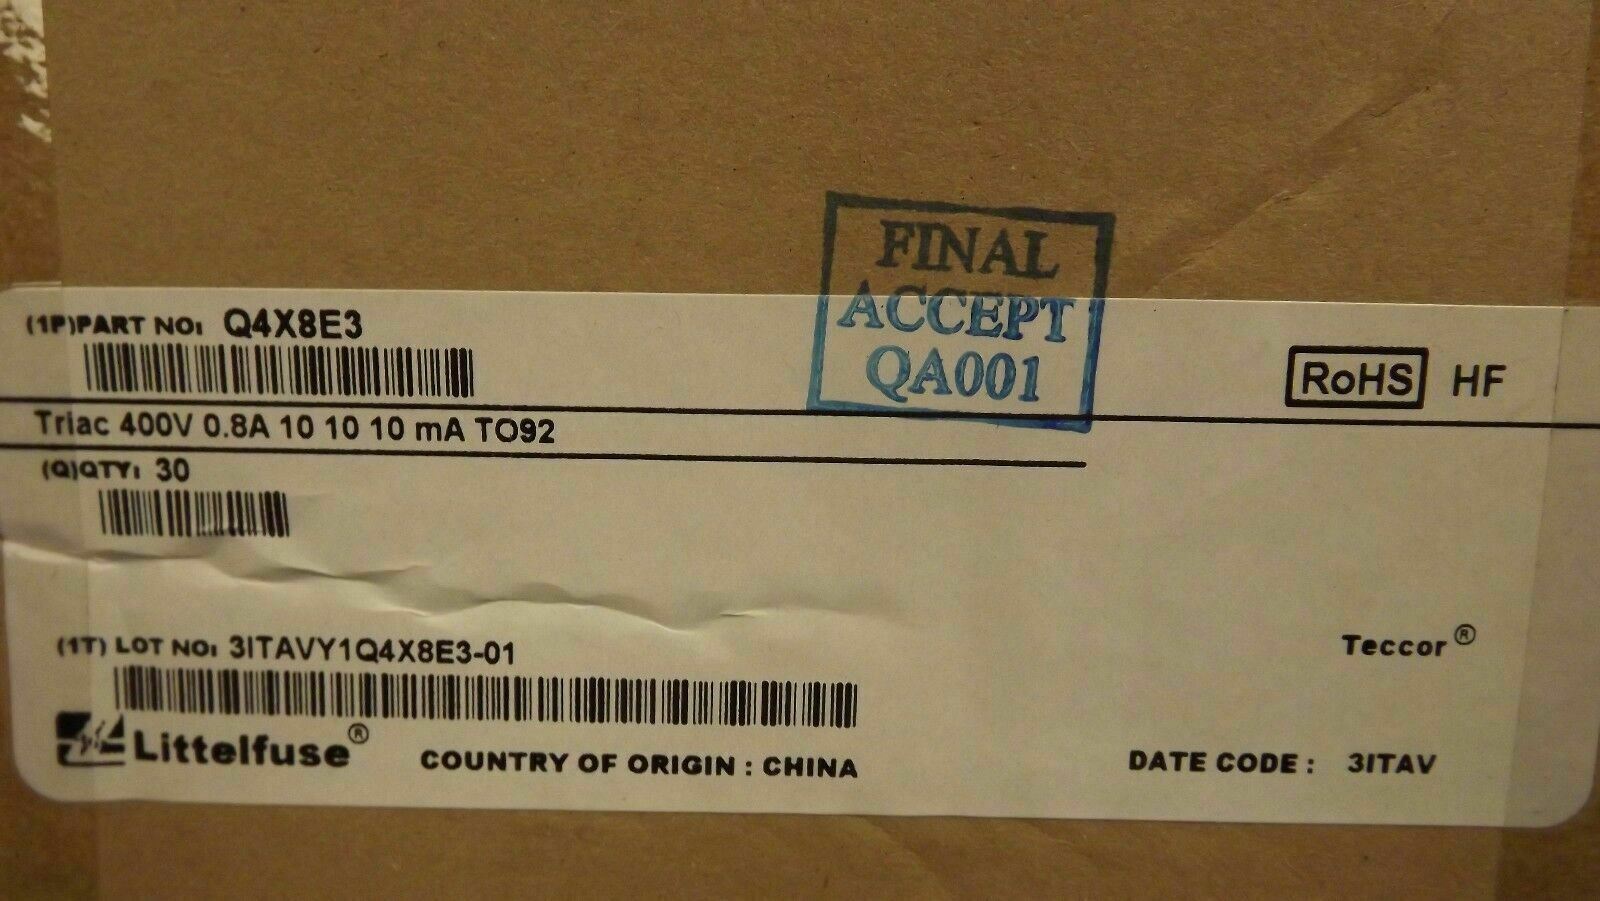 FINAL
ACCEPT
QA001
(1P)PART NO: Q4X8E3
RoHS HF
Triac 400V 0.8A 10 10 10 mA TO92
(Q)QTY: 30
(1T) LOT NO: 3ITAVY1Q4X8E3-01
Teccor®
Littelfuse®
COUNTRY OF ORIGIN : CHINA
DATE CODE : 3ITAV